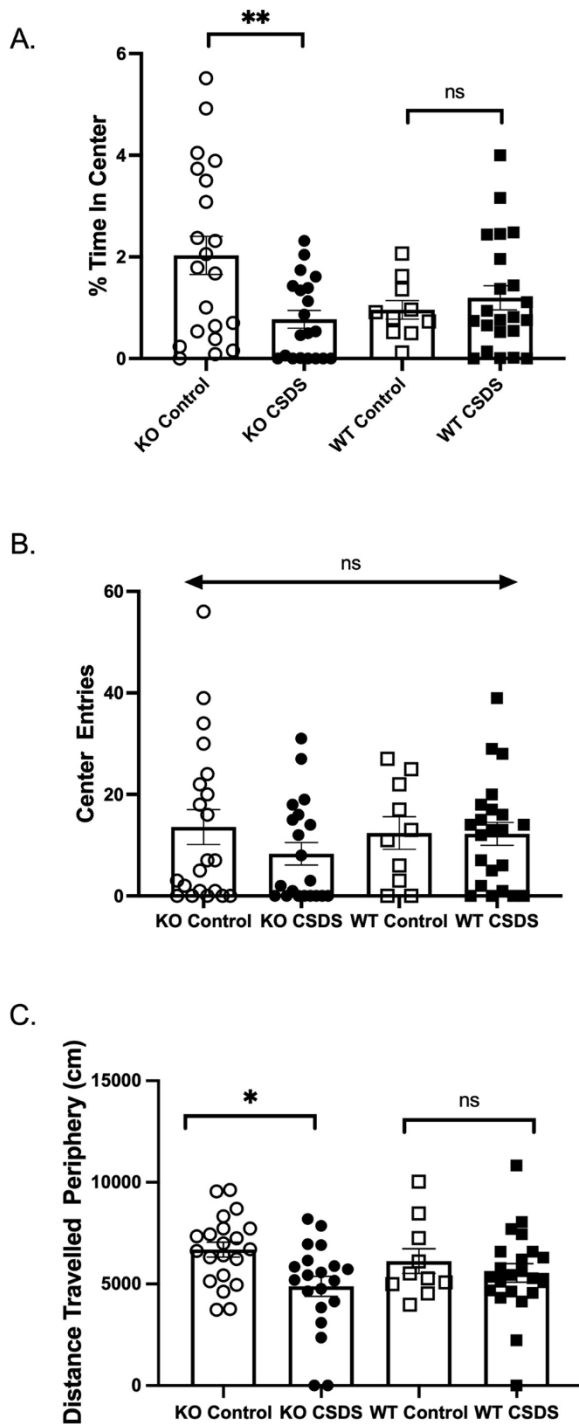 A.
**
ns
6
4
2
0
% Time In Center
KO Control
KO CSDS
WT Control
WT CSDS
B.
ns
60
40
20
0
Center Entries
KO Control
KO CSDS
WT Control
WT CSDS
C.
*
ns
15000
10000
5000
0
Distance Travelled Periphery (cm)
KO Control
KO CSDS
WT Control
WT CSDS